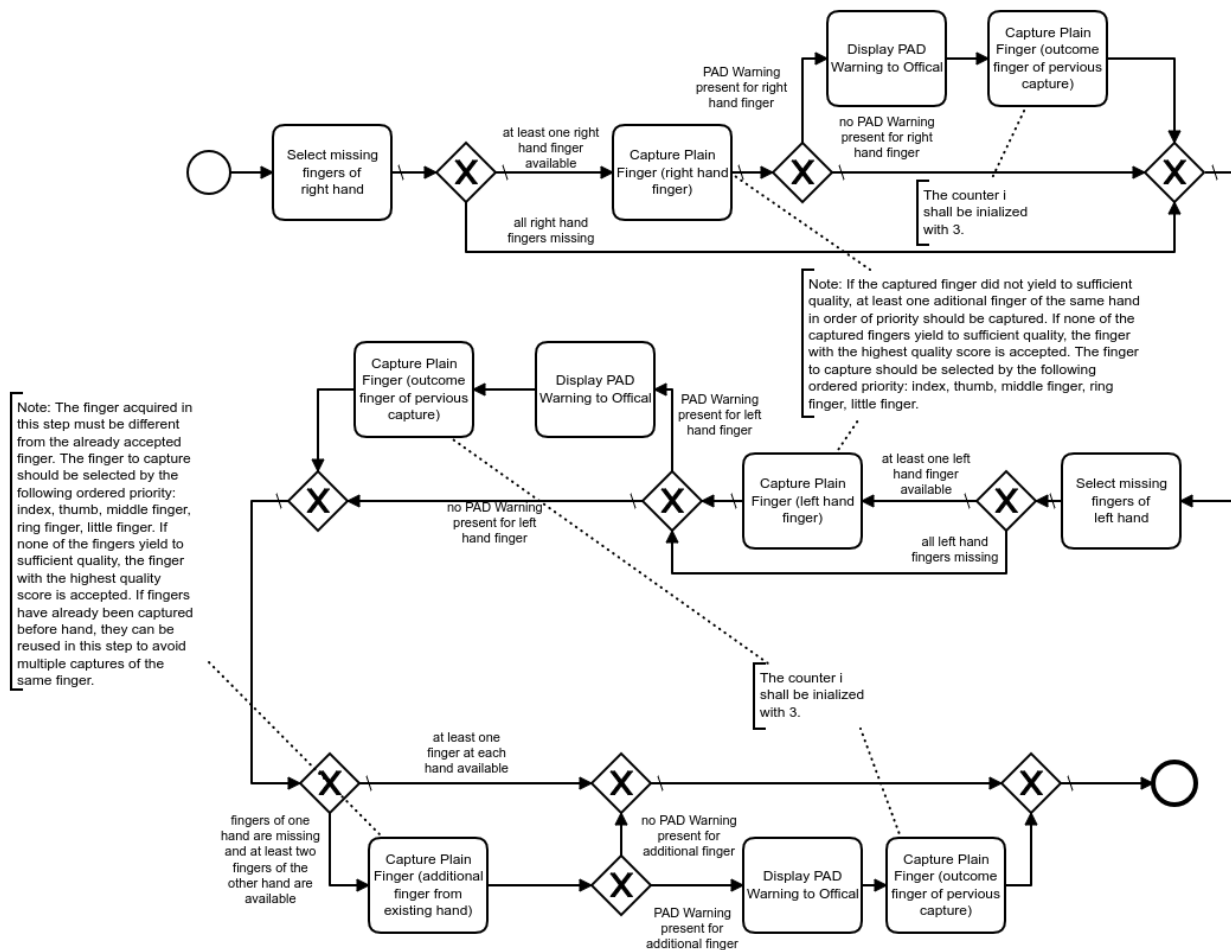 Display PAD
Warning to Offical
Capture Plain
Finger (outcome
finger of pervious
capture)
PAD Warning
present for right
hand finger
no PAD Warning
present for right
hand finger
Select missing
fingers of
right hand
X
at least one right
hand finger
available
Capture Plain
Finger (right hand
finger)
X
X
all right hand
fingers missing
The counter i
shall be inialized
with 3.
Note: If the captured finger did not yield to sufficient
quality, at least one aditional finger of the same hand
in order of priority should be captured. If none of the
captured fingers yield to sufficient quality, the finger
with the highest quality score is accepted. The finger
to capture should be selected by the following
ordered priority: index, thumb, middle finger, ring
finger, little finger.
Capture Plain
Finger (outcome
finger of pervious
capture)
Display PAD
Warning to Offical
PAD Warning
present for left
hand finger
Note: The finger acquired in
this step must be different
from the already accepted
finger. The finger to capture
should be selected by the
following ordered priority:
index, thumb, middle finger,
ring finger, little finger. If
none of the fingers yield to
sufficient quality, the finger
with the highest quality
score is accepted. If fingers
have already been captured
before hand, they can be
reused in this step to avoid
multiple captures of the
same finger.
X
no PAD Warning
present for left
hand finger
X
Capture Plain
Finger (left hand
finger)
at least one left
hand finger
available
X
Select missing
fingers of
left hand
all left hand
fingers missing
The counter i
shall be inialized
with 3.
X
at least one
finger at each
hand available
X
X
fingers of one
hand are missing
and at least two
fingers of the
other hand are
available
Capture Plain
Finger (additional
finger from
existing hand)
no PAD Warning
present for
additional finger
X
PAD Warning
present for
additional finger
Display PAD
Warning to Offical
Capture Plain
Finger (outcome
finger of pervious
capture)